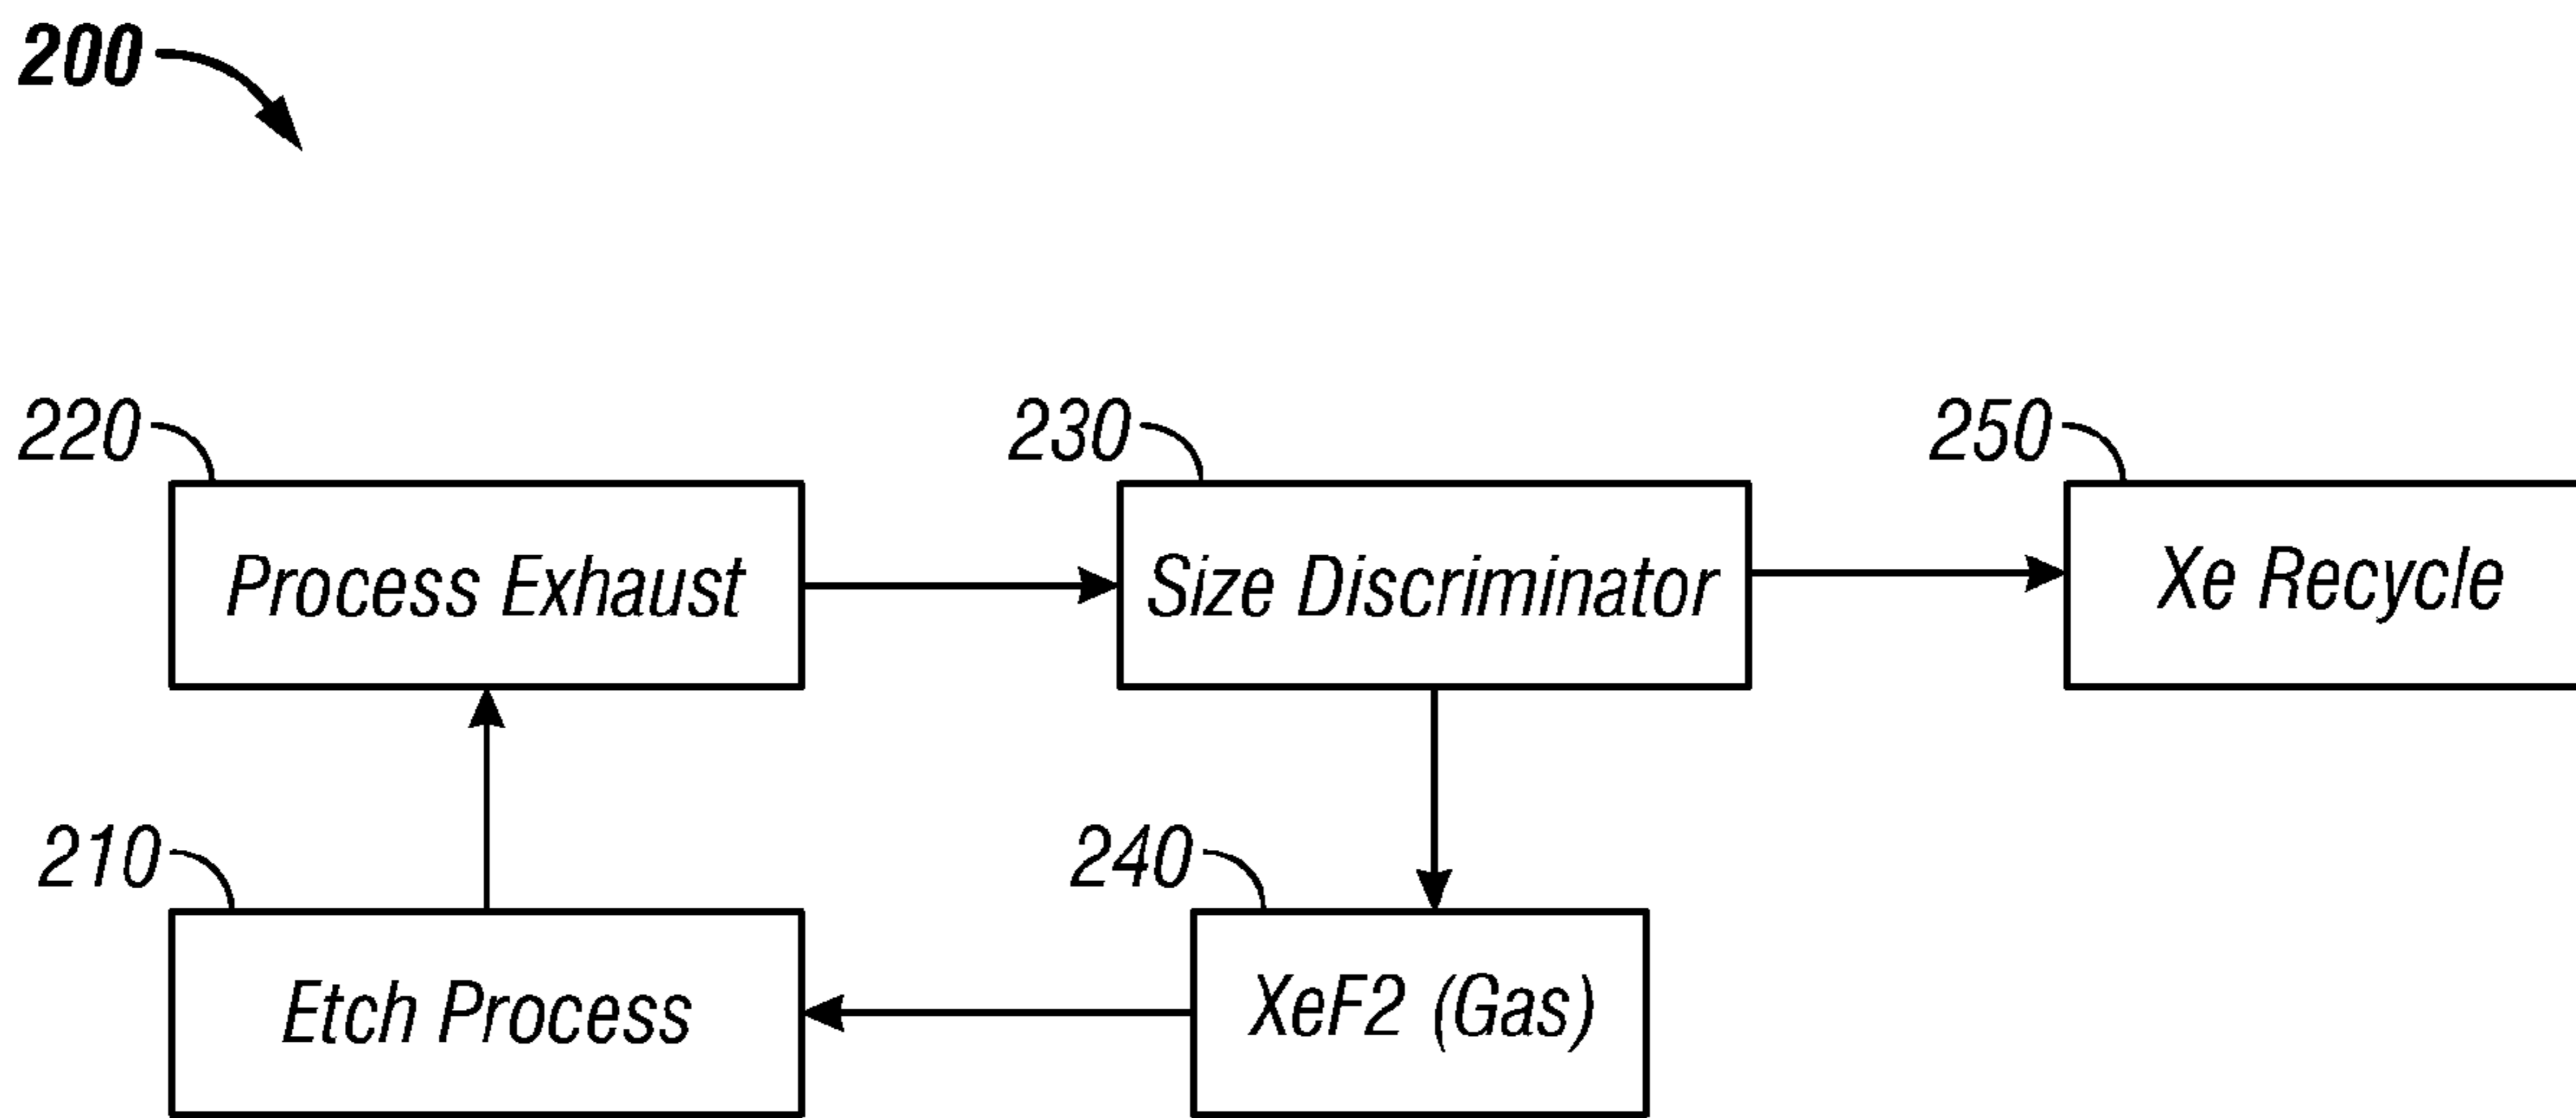 200
220
230
250
Process Exhaust
Size Discriminator
Xe Recycle
210
240
Etch Process
XeF2 (Gas)